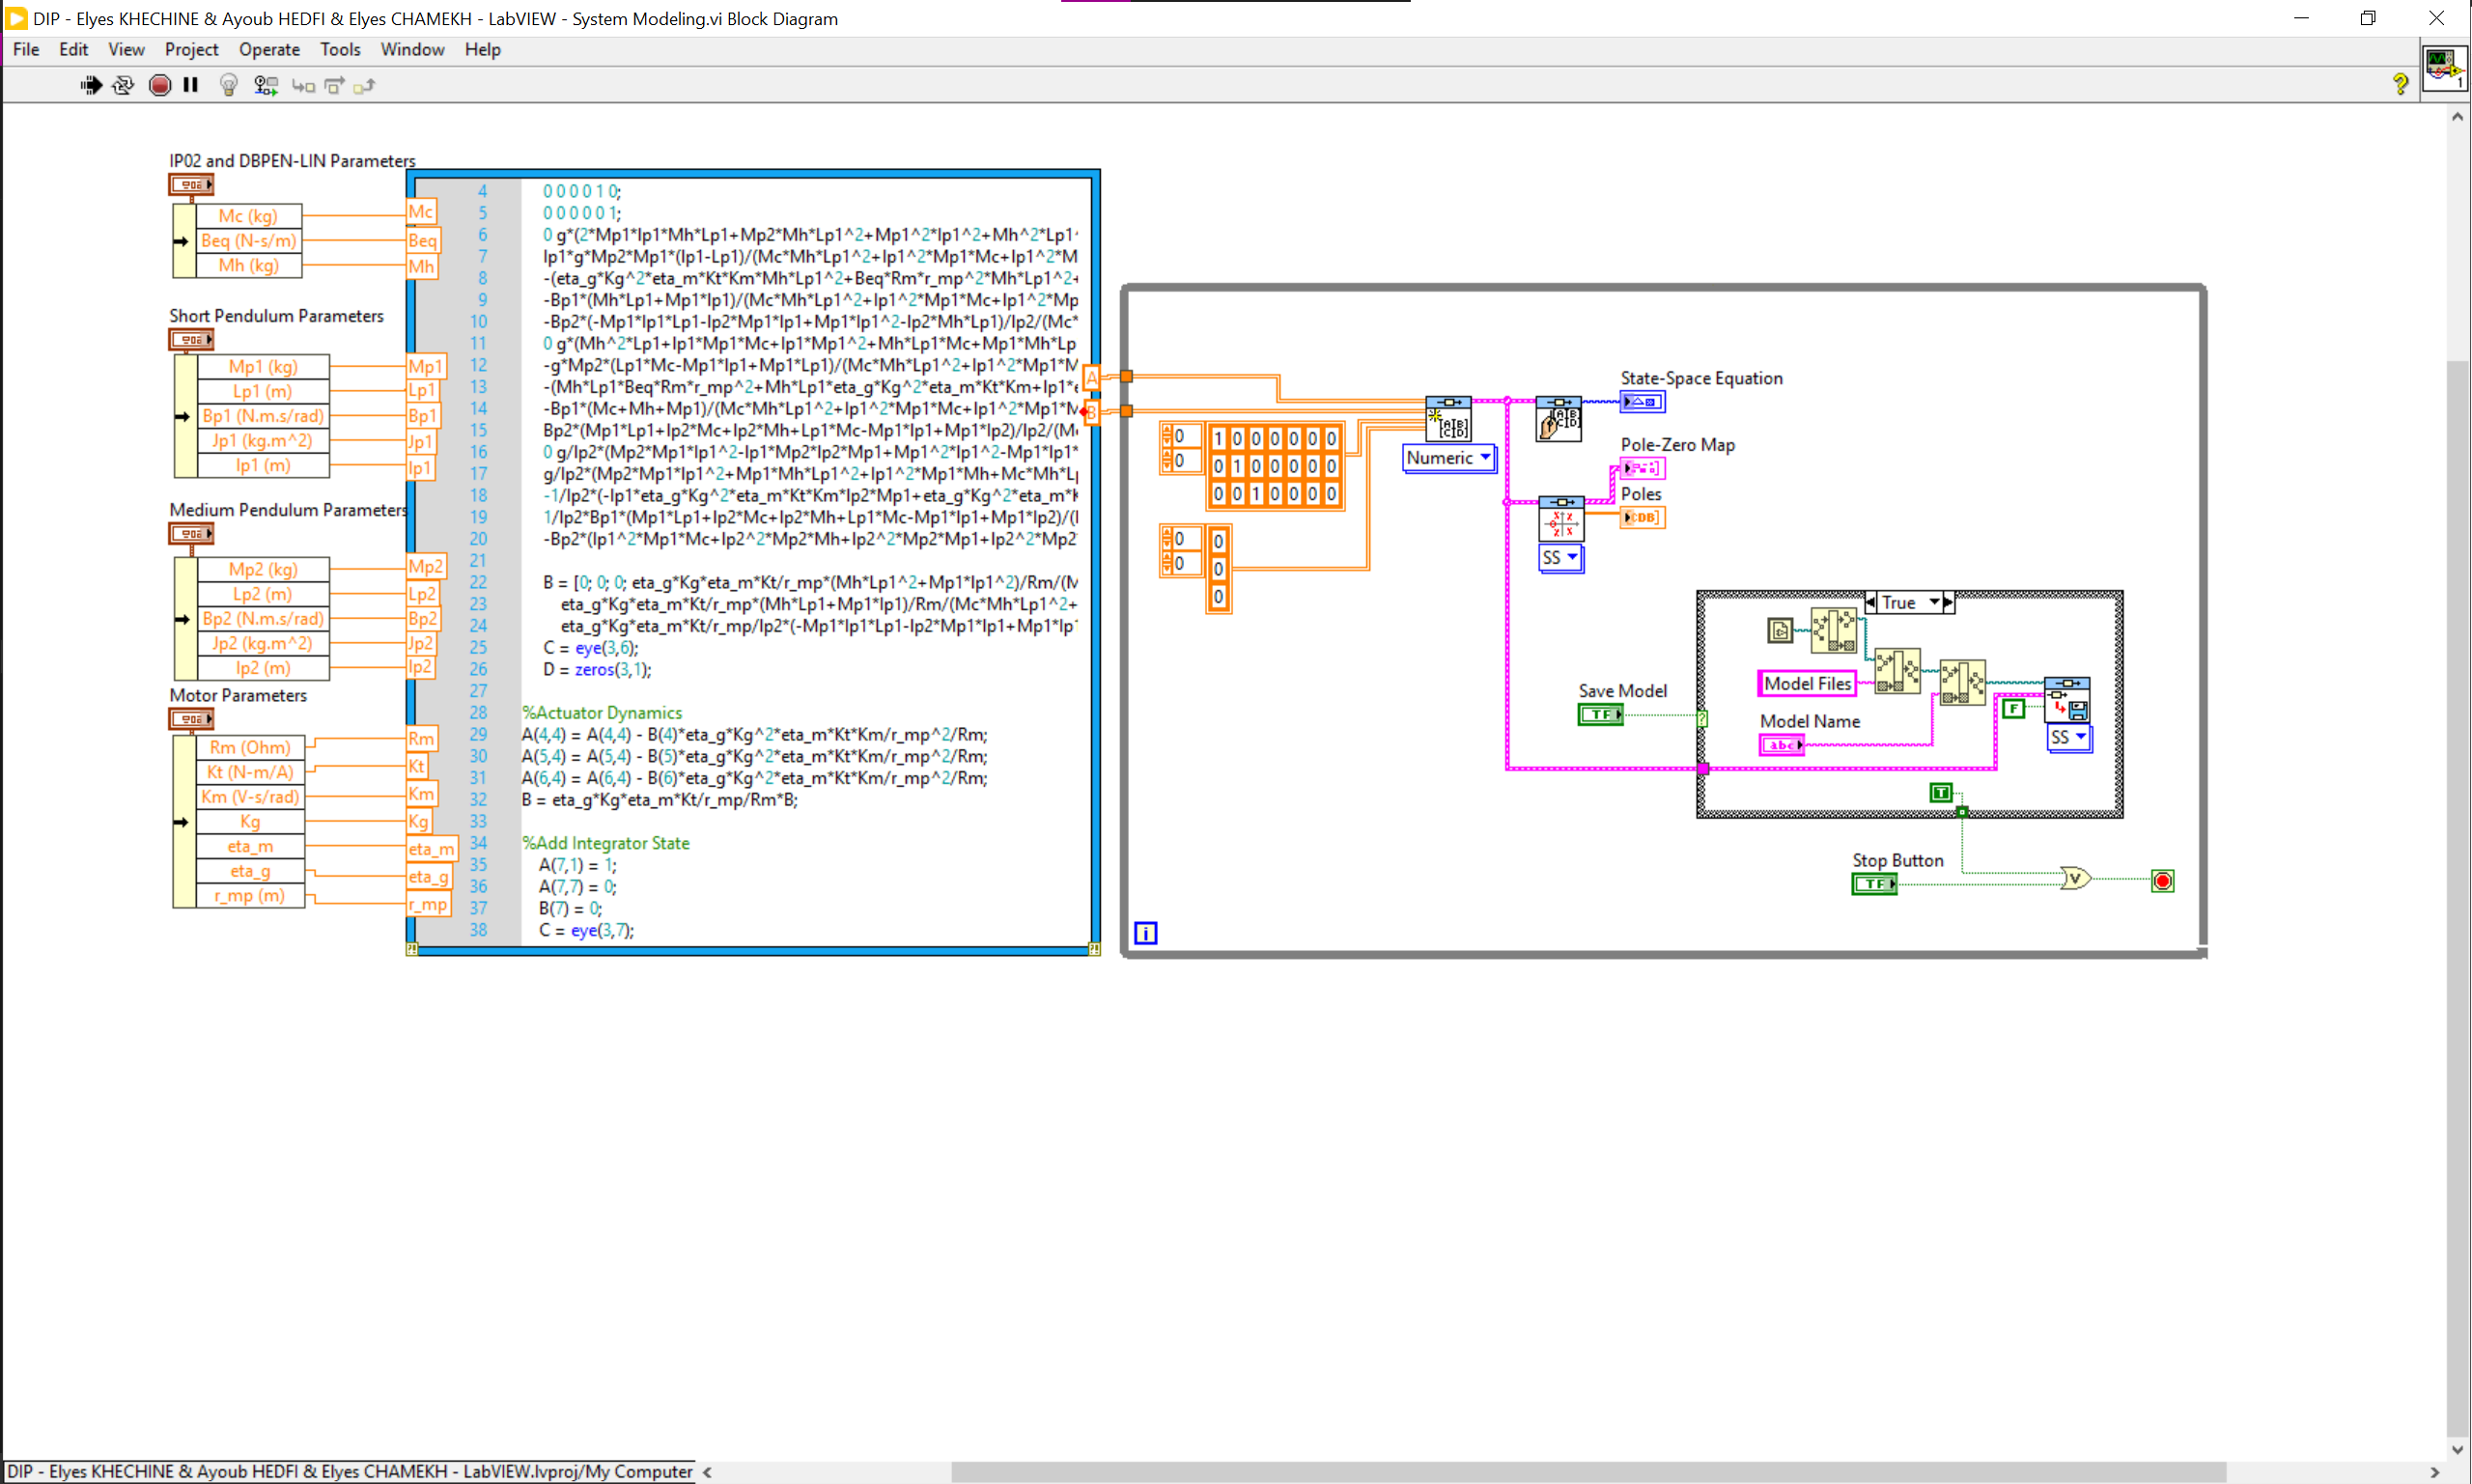 DIP - Elyes KHECHINE & Ayoub HEDFI & Elyes CHAMEKH - LabVIEW - System Modeling.vi Block Diagram
File Edit View Project Operate Tools Window Help
1
IP02 and DBPEN-LIN Parameters
Mc (kg)
Beq (N-s/m)
Mh (kg)
Mc
Beq
Mh
Short Pendulum Parameters
Mp1 (kg)
Lp1 (m)
Bp1 (N.m.s/rad)
Jp1 (kg.m^2)
lp1 (m)
Mp1
Lp1
Bp1
Jp1
lp1
Medium Pendulum Parameters
Mp2 (kg)
Lp2 (m)
Bp2 (N.m.s/rad)
Jp2 (kg.m^2)
lp2 (m)
Mp2
Lp2
Bp2
Jp2
lp2
Motor Parameters
Rm (Ohm)
Kt (N-m/A)
Km (V-s/rad)
Kg
eta_m
eta_g
r_mp (m)
Rm
Kt
Km
Kg
eta_m
eta_g
r_mp
4 0 0 0 0 1 0;
5 0 0 0 0 0 1;
6 0 g*(2*Mp1*lp1*Mh*Lp1+Mp2*Mh*Lp1^2+Mp1^2*lp1^2+Mh^2*Lp1^
7 lp1*g*Mp2*Mp1*(lp1-Lp1)/(Mc*Mh*Lp1^2+lp1^2*Mp1*Mc+lp1^2*M
8 -(eta_g*Kg^2*eta_m*Kt*Km*Mh*Lp1^2+Beq*Rm*r_mp^2*Mh*Lp1^2+
9 -Bp1*(Mh*Lp1+Mp1*lp1)/(Mc*Mh*Lp1^2+lp1^2*Mp1*Mc+lp1^2*Mp
10 -Bp2*(-Mp1*lp1*Lp1-lp2*Mp1*lp1+Mp1*lp1^2-lp2*Mh*Lp1)/lp2/(Mc*
11 0 g*(Mh^2*Lp1+lp1*Mp1*Mc+lp1*Mp1^2+Mh*Lp1*Mc+Mp1*Mh*Lp
12 -g*Mp2*(Lp1*Mc-Mp1*lp1+Mp1*Lp1)/(Mc*Mh*Lp1^2+lp1^2*Mp1*M
13 -(Mh*Lp1*Beq*Rm*r_mp^2+Mh*Lp1*eta_g*Kg^2*eta_m*Kt*Km+lp1*e
14 -Bp1*(Mc+Mh+Mp1)/(Mc*Mh*Lp1^2+lp1^2*Mp1*Mc+lp1^2*Mp1*M
15 Bp2*(Mp1*Lp1+lp2*Mc+lp2*Mh+Lp1*Mc-Mp1*lp1+Mp1*lp2)/lp2/(M
16 0 g/lp2*(Mp2*Mp1*lp1^2-lp1*Mp2*lp2*Mp1+Mp1^2*lp1^2-Mp1*lp1*
17 g/lp2*(Mp2*Mp1*lp1^2+Mp1*Mh*Lp1^2+lp1^2*Mp1*Mh+Mc*Mh*L
18 -1/lp2*(-lp1*eta_g*Kg^2*eta_m*Kt*Km*lp2*Mp1+eta_g*Kg^2*eta_m*K
19 1/lp2*Bp1*(Mp1*Lp1+lp2*Mc+lp2*Mh+Lp1*Mc-Mp1*lp1+Mp1*lp2)/(
20 -Bp2*(lp1^2*Mp1*Mc+lp2^2*Mp2*Mh+lp2^2*Mp2*Mp1+lp2^2*Mp2
21
22 B = [0; 0; 0; eta_g*Kg*eta_m*Kt/r_mp*(Mh*Lp1^2+Mp1*lp1^2)/Rm/(M
23 eta_g*Kg*eta_m*Kt/r_mp*(Mh*Lp1+Mp1*lp1)/Rm/(Mc*Mh*Lp1^2+
24 eta_g*Kg*eta_m*Kt/r_mp/lp2*(-Mp1*lp1*Lp1-lp2*Mp1*lp1+Mp1*lp
25 C = eye(3,6);
26 D = zeros(3,1);
27
28 %Actuator Dynamics
29 A(4,4) = A(4,4) - B(4)*eta_g*Kg^2*eta_m*Kt*Km/r_mp^2/Rm;
30 A(5,4) = A(5,4) - B(5)*eta_g*Kg^2*eta_m*Kt*Km/r_mp^2/Rm;
31 A(6,4) = A(6,4) - B(6)*eta_g*Kg^2*eta_m*Kt*Km/r_mp^2/Rm;
32 B = eta_g*Kg*eta_m*Kt/r_mp/Rm*B;
33
34 %Add Integrator State
35 A(7,1) = 1;
36 A(7,7) = 0;
37 B(7) = 0;
38 C = eye(3,7);
A
B
0
0
1 0 0 0 0 0 0
0 1 0 0 0 0 0
0 0 1 0 0 0 0
0
0
0
0
0
Numeric
State-Space Equation
Pole-Zero Map
Poles
CDB
SS
True
Model Files
Model Name
abc
F
SS
Save Model
TF
?
T
Stop Button
TF
V
i
DIP - Elyes KHECHINE & Ayoub HEDFI & Elyes CHAMEKH - LabVIEW.lvproj/My Computer